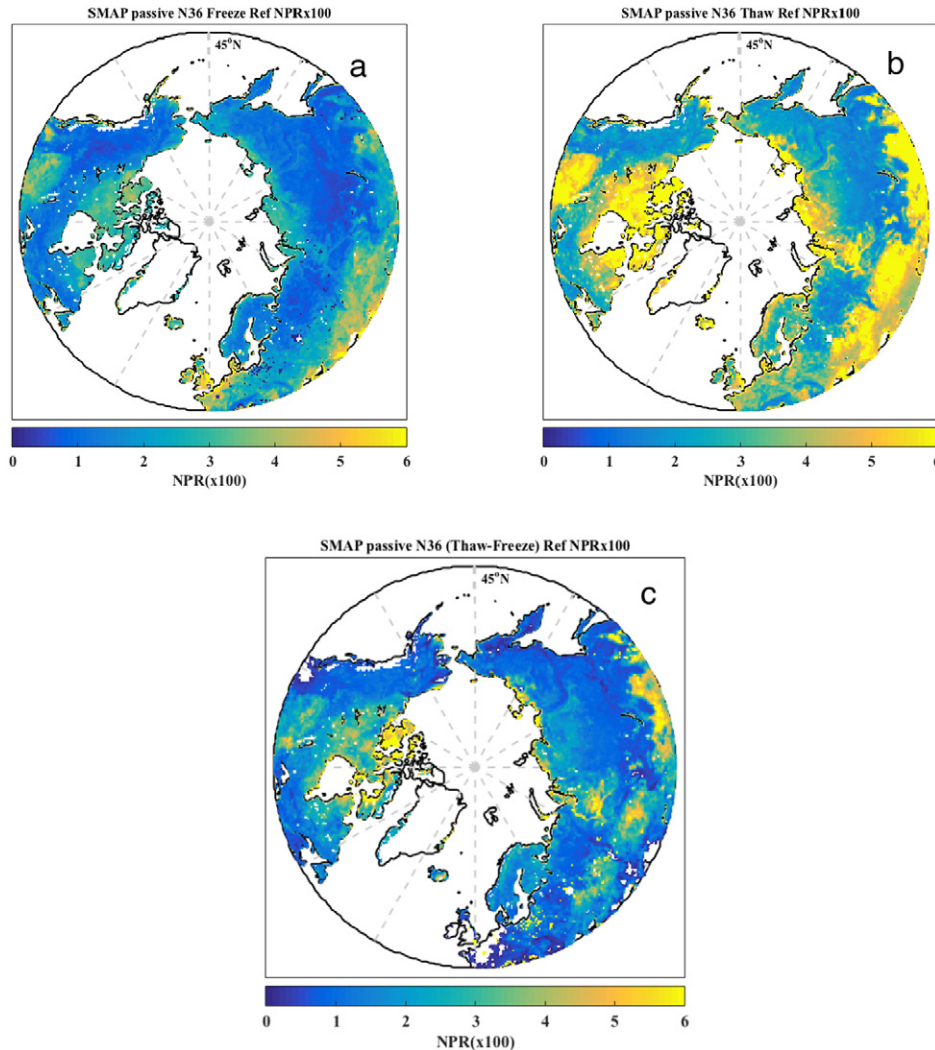 SMAP passive N36 Freeze Ref NPRx100
45°N
a
0 1 2 3 4 5 6
NPR(x100)
SMAP passive N36 Thaw Ref NPRx100
45°N
b
0 1 2 3 4 5 6
NPR(x100)
SMAP passive N36 (Thaw-Freeze) Ref NPRx100
45°N
c
0 1 2 3 4 5 6
NPR(x100)